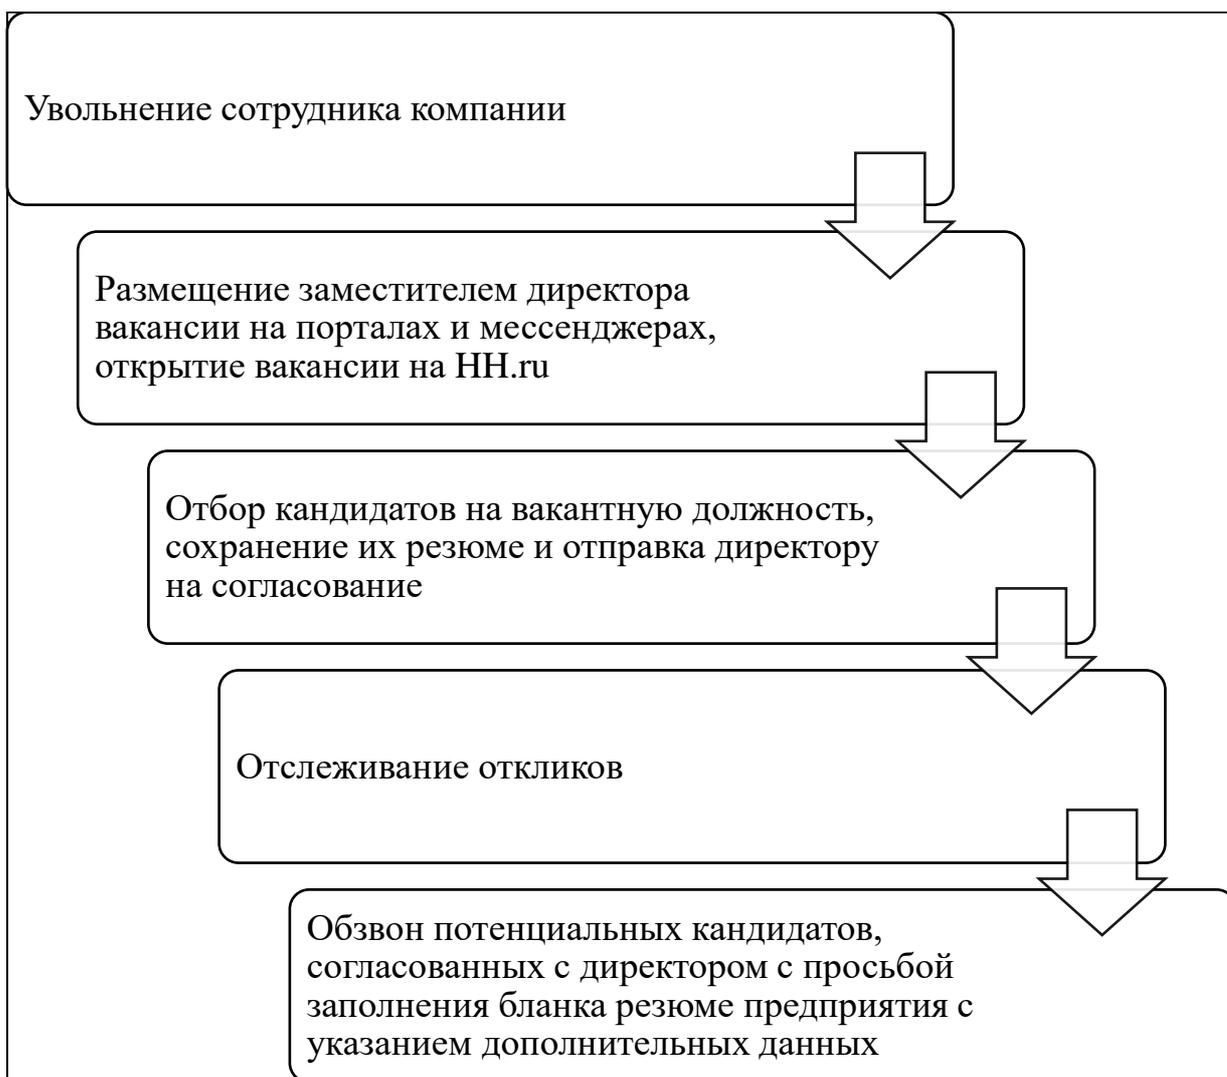 Увольнение сотрудника компании
Размещение заместителем директора
вакансии на порталах и мессенджерах,
открытие вакансии на HH.ru
Отбор кандидатов на вакантную должность,
сохранение их резюме и отправка директору
на согласование
Отслеживание откликов
Обзвон потенциальных кандидатов,
согласованных с директором с просьбой
заполнения бланка резюме предприятия с
указанием дополнительных данных